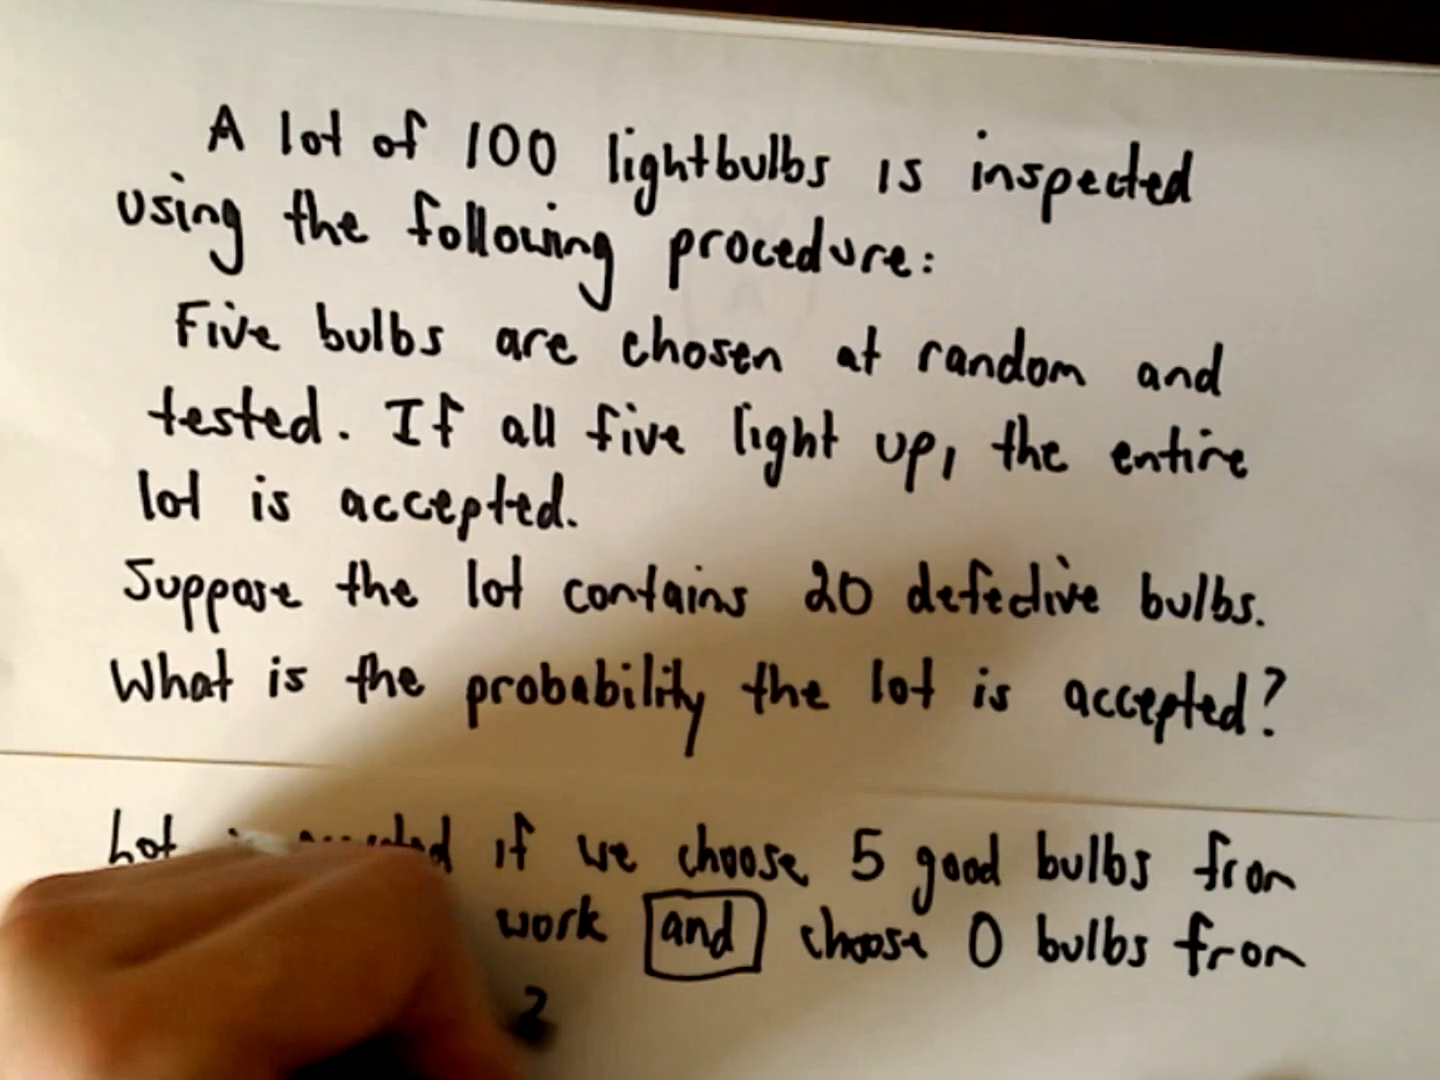 A lot of 100 lightbulbs is inspected
using the following procedure:
Five bulbs are chosen at random and
tested. If all five light up, the entire
lot is accepted.
Suppose the lot contains 20 defective bulbs.
What is the probability the lot is accepted?
Lot if we choose 5 good bulbs from
work and choose 0 bulbs from
2